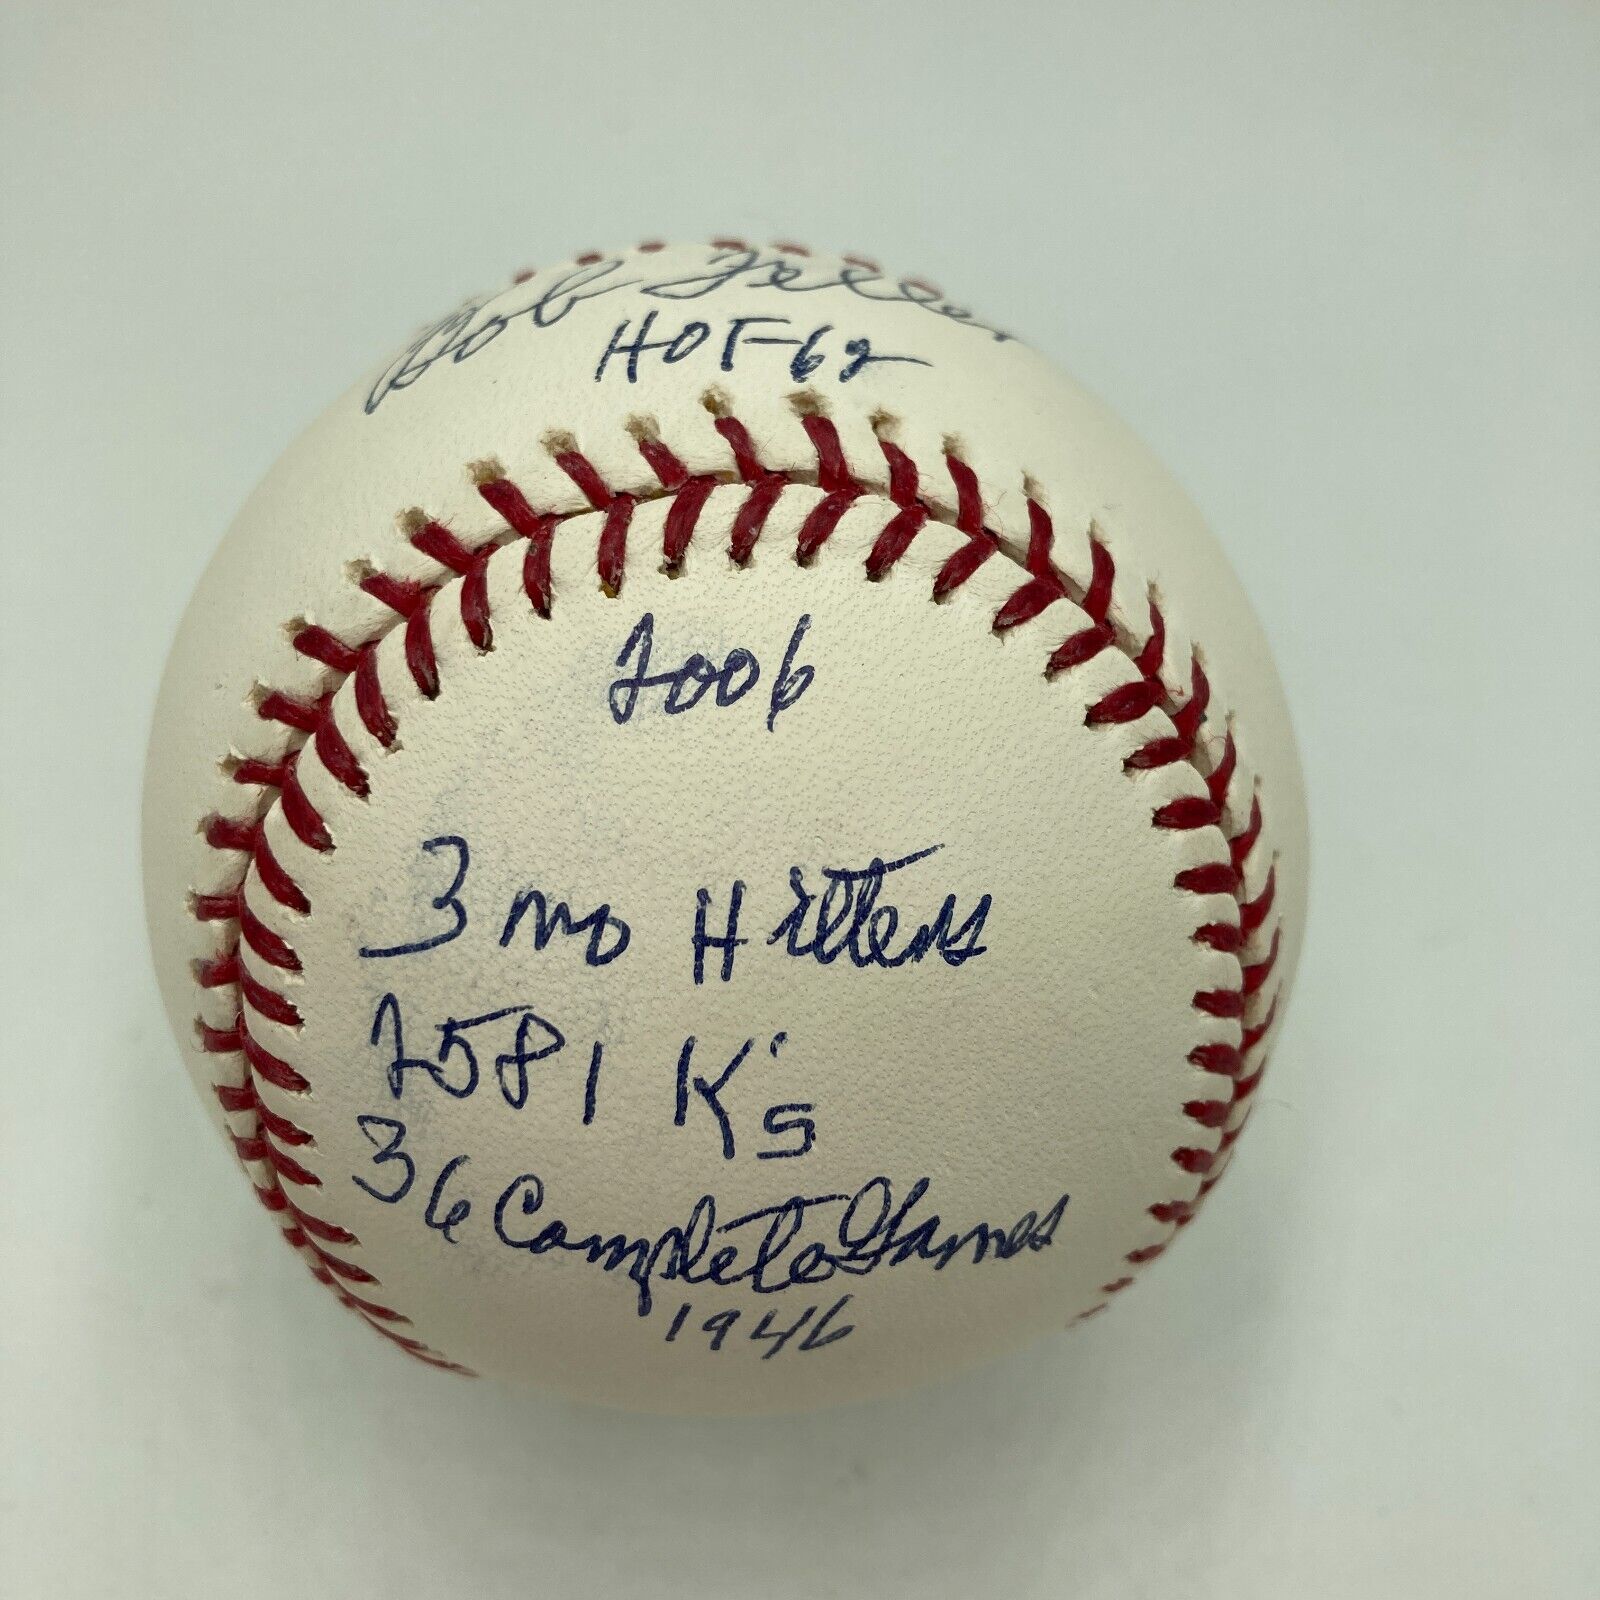 Bob Feller
HOF-62
2006
3 no Hitters
2581 K's
36 Complete Games
1946